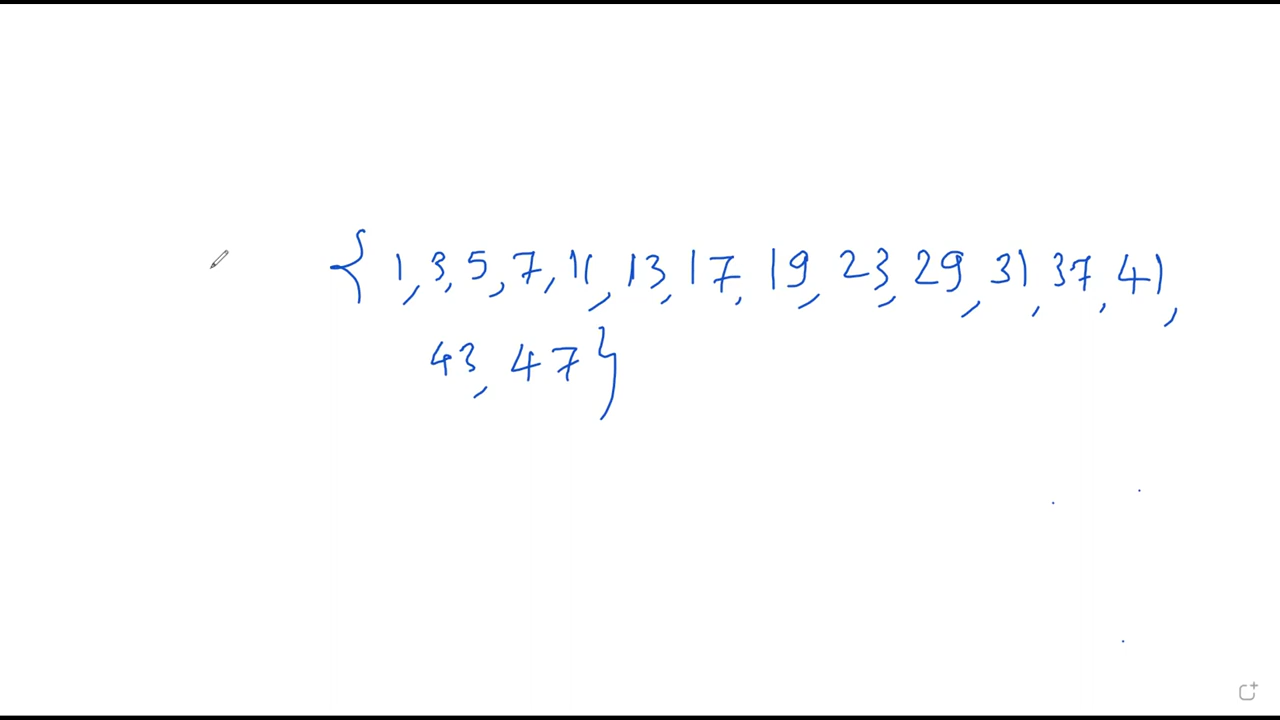 {1, 3, 5, 7, 11, 13, 17, 19, 23, 29, 31, 37, 41,
43, 47}